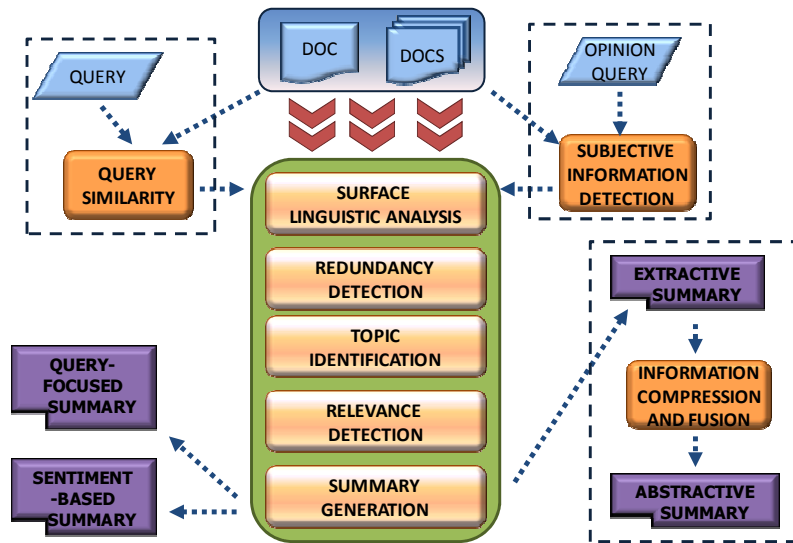 DOC
DOCS
QUERY
OPINION
QUERY
QUERY
SIMILARITY
SUBJECTIVE
INFORMATION
DETECTION
SURFACE
LINGUISTIC ANALYSIS
REDUNDANCY
DETECTION
TOPIC
IDENTIFICATION
RELEVANCE
DETECTION
SUMMARY
GENERATION
QUERY-
FOCUSED
SUMMARY
SENTIMENT
-BASED
SUMMARY
EXTRACTIVE
SUMMARY
INFORMATION
COMPRESSION
AND FUSION
ABSTRACTIVE
SUMMARY